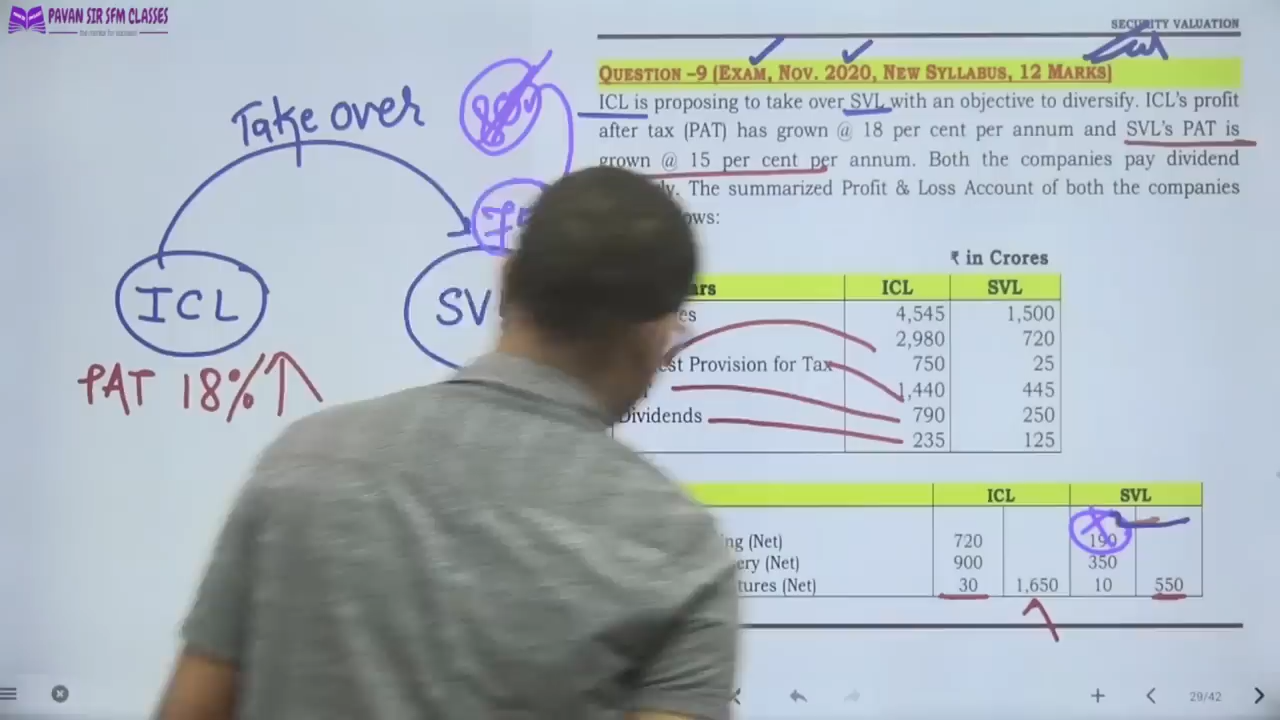 PAVAN SIR SFM CLASSES
SECURITY VALUATION
QUESTION –9 (EXAM, NOV. 2020, NEW SYLLABUS, 12 MARKS)
ICL is proposing to take over SVL with an objective to diversify. ICL's profit
after tax (PAT) has grown @ 18 per cent per annum and SVL's PAT is
grown @ 15 per cent per annum. Both the companies pay dividend
The summarized Profit & Loss Account of both the companies
Take over
ICL
SV
PAT 18%↑
₹ in Crores
ICL SVL
4,545 1,500
2,980 720
Provision for Tax 750 25
1,440 445
Dividends 790 250
235 125
ICL SVL
(Net) 720 190
(Net) 900 350
(Net) 30 1,650 10 550
29/42